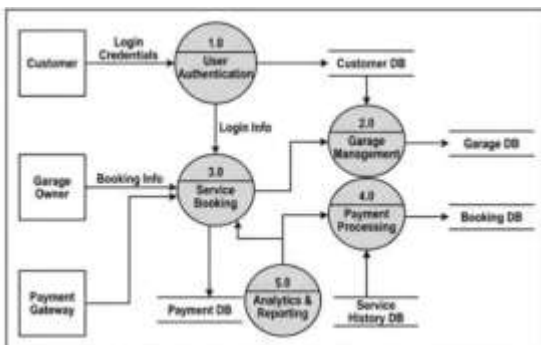 Customer
Login
Credentials
1.0
User
Authentication
Customer DB
Login Info
2.0
Garage
Management
Garage DB
Garage
Owner
Booking Info
3.0
Service
Booking
4.0
Payment
Processing
Booking DB
Payment
Gateway
Payment DB
5.0
Analytics &
Reporting
Service
History DB